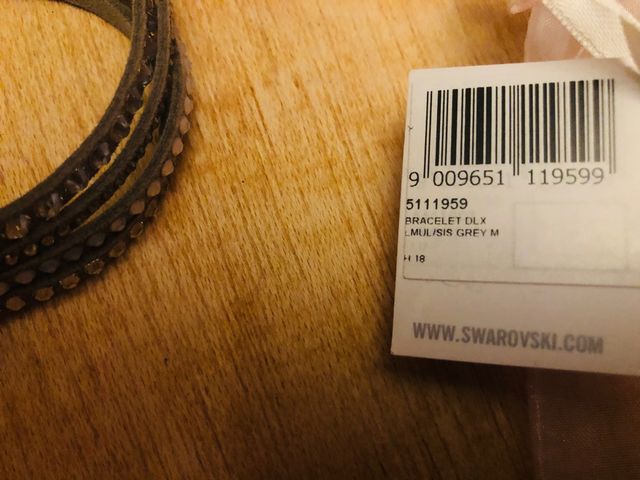 9 009651 119599
5111959
BRACELET DLX
LMUL/SIS GREY M
H 18
WWW.SWAROVSKI.COM